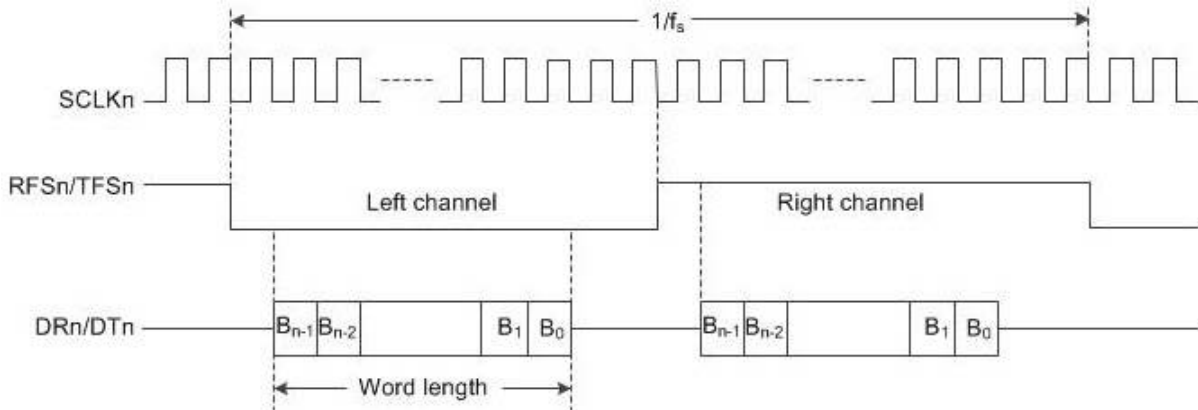 1/fs
SCLKn
RFSn/TFSn
Left channel
Right channel
DRn/DTn
Bn-1 Bn-2 B1 B0 Bn-1 Bn-2 B1 B0
Word length